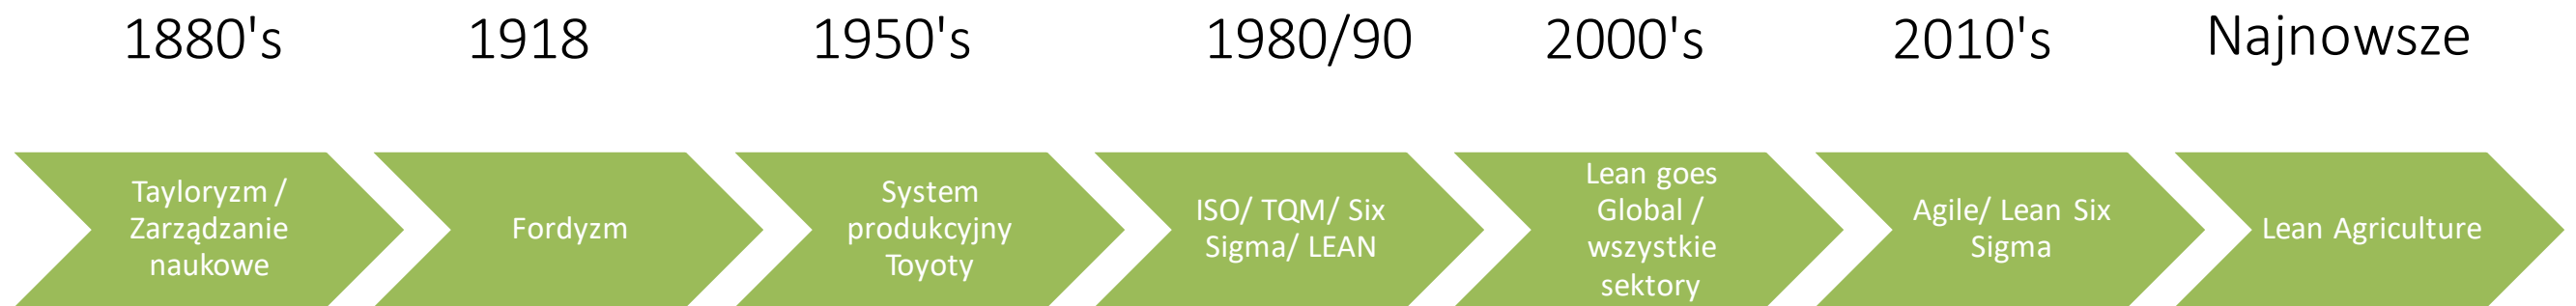 1880's
1918
1950's
1980/90
2000's
2010's
Najnowsze
Tayloryzm /
Zarządzanie
naukowe
Fordyzm
System
produkcyjny
Toyoty
ISO/ TQM/ Six
Sigma/ LEAN
Lean goes
Global /
wszystkie
sektory
Agile/ Lean Six
Sigma
Lean Agriculture